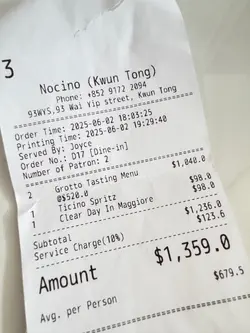 3
Nocino (Kwun Tong)
Phone: +852 9172 2094
93WYS,93 Wai Yip street, Kwun Tong
Order Time: 2025-06-02 18:03:25
Printing Time: 2025-06-02 19:29:40
Served By: Joyce
Order No.: D17 [Dine-in]
Number of Patron: 2
2 Grotto Tasting Menu $1,040.0
@$520.0
1 Ticino Spritz $98.0
1 Clear Day In Maggiore $98.0
Subtotal $1,236.0
Service Charge(10%) $123.6
Amount $1,359.0
Avg. per Person $679.5